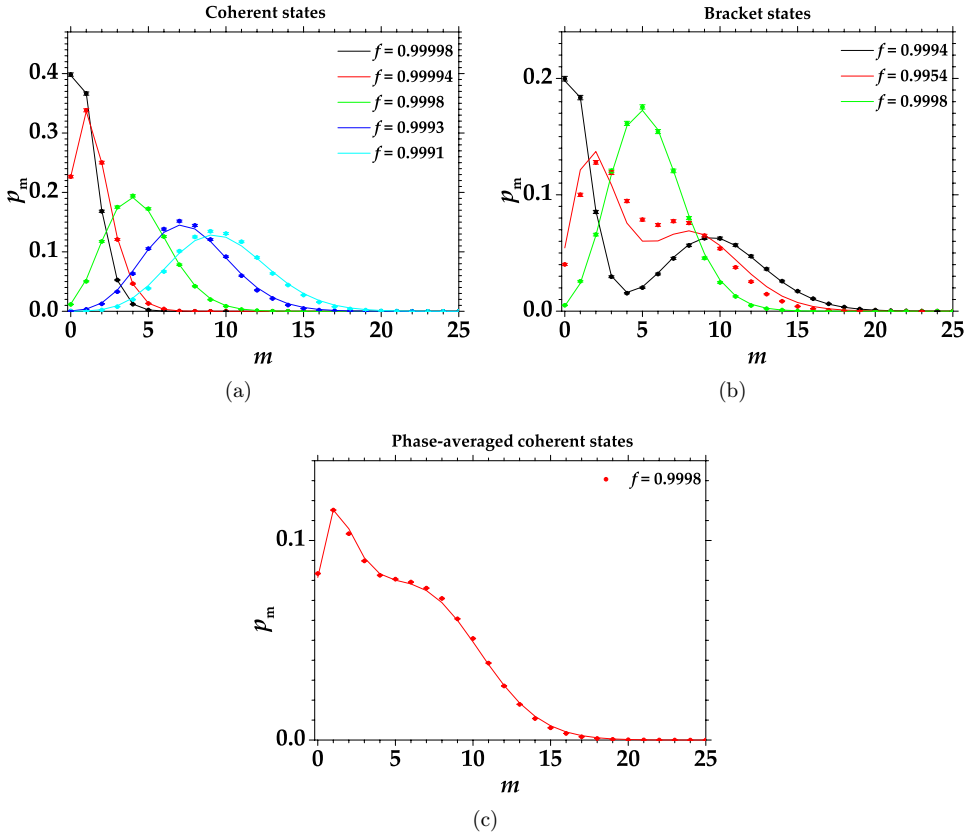 Coherent states
f = 0.99998
f = 0.99994
f = 0.9998
f = 0.9993
f = 0.9991
0.4
0.3
0.2
0.1
0.0
pm
0 5 10 15 20 25
m
(a)
Bracket states
f = 0.9994
f = 0.9954
f = 0.9998
0.2
0.1
0.0
pm
0 5 10 15 20 25
m
(b)
Phase-averaged coherent states
f = 0.9998
0.1
0.0
pm
0 5 10 15 20 25
m
(c)